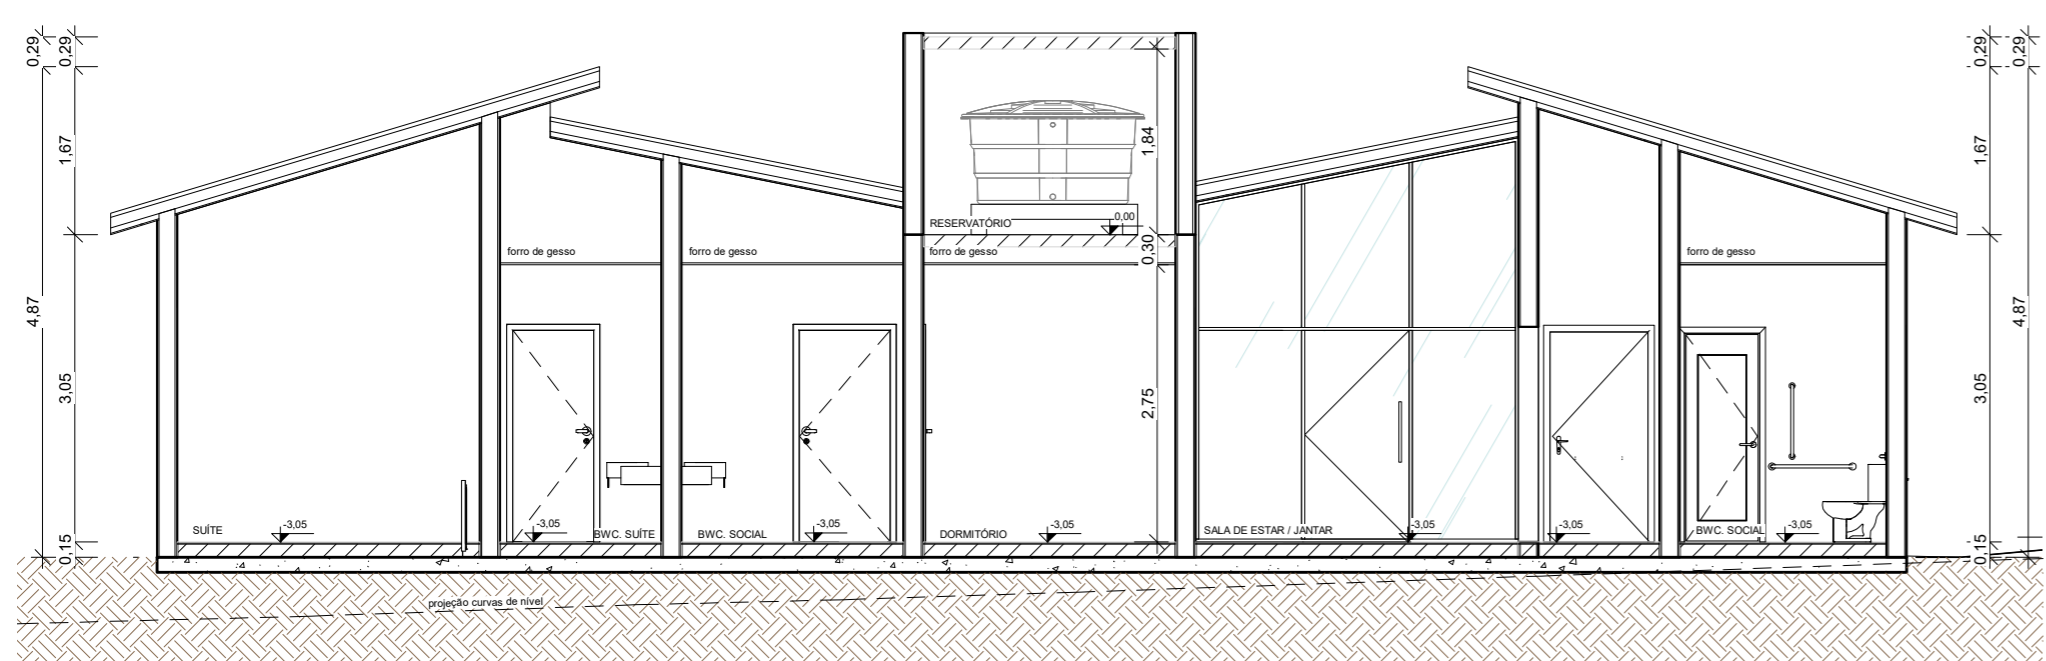 0,29
0,29
0,29
0,29
1,67
1,84
1,67
RESERVATÓRIO
0,00
forro de gesso
forro de gesso
forro de gesso
0,30
forro de gesso
4,87
3,05
2,75
3,05
4,87
SUÍTE
-3,05
-3,05
BWC. SUÍTE
BWC. SOCIAL
-3,05
DORMITÓRIO
-3,05
SALA DE ESTAR / JANTAR
-3,05
-3,05
BWC. SOCIAL
-3,05
0,15
0,15
projeção curvas de nível